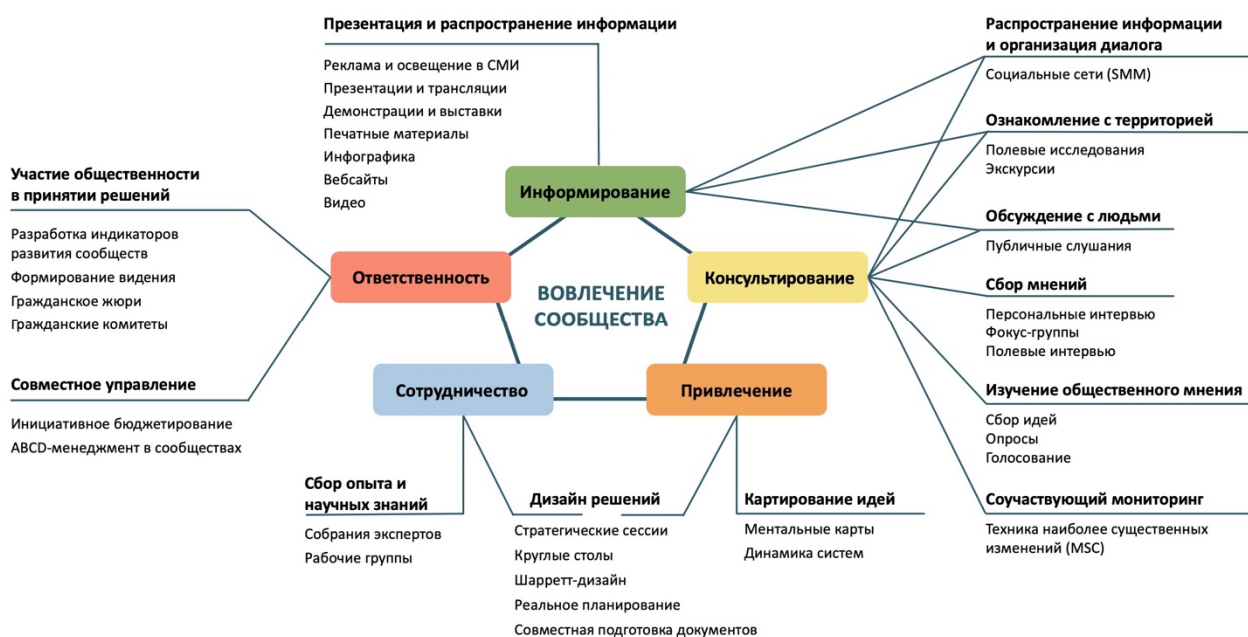 Презентация и распространение информации
Реклама и освещение в СМИ
Презентации и трансляции
Демонстрации и выставки
Печатные материалы
Инфографика
Вебсайты
Видео
Распространение информации
и организация диалога
Социальные сети (SMM)
Ознакомление с территорией
Полевые исследования
Экскурсии
Обсуждение с людьми
Публичные слушания
Сбор мнений
Персональные интервью
Фокус-группы
Полевые интервью
Изучение общественного мнения
Сбор идей
Опросы
Голосование
Соучаствующий мониторинг
Техника наиболее существенных
изменений (MSC)
Участие общественности
в принятии решений
Разработка индикаторов
развития сообществ
Формирование видения
Гражданское жюри
Гражданские комитеты
Совместное управление
Инициативное бюджетирование
ABCD-менеджмент в сообществах
Информирование
Ответственность
Консультирование
ВОВЛЕЧЕНИЕ
СООБЩЕСТВА
Сотрудничество
Привлечение
Сбор опыта и
научных знаний
Собрания экспертов
Рабочие группы
Дизайн решений
Стратегические сессии
Круглые столы
Шарретт-дизайн
Реальное планирование
Совместная подготовка документов
Картирование идей
Ментальные карты
Динамика систем